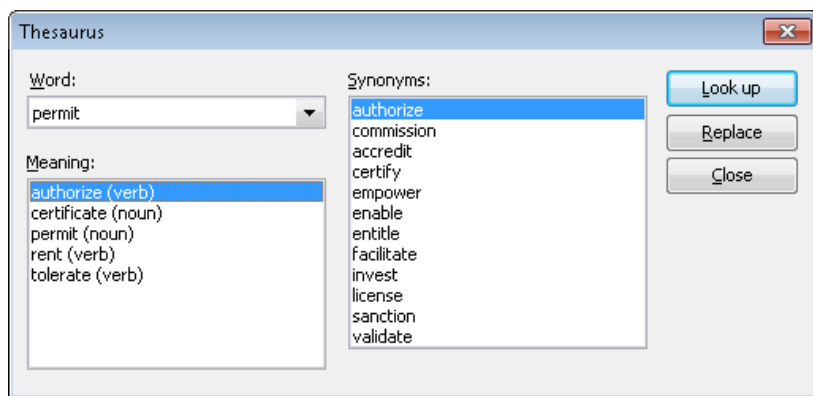 Thesaurus
Word:
permit
Meaning:
authorize (verb)
certificate (noun)
permit (noun)
rent (verb)
tolerate (verb)
Synonyms:
authorize
commission
accredit
certify
empower
enable
entitle
facilitate
invest
license
sanction
validate
Look up
Replace
Close